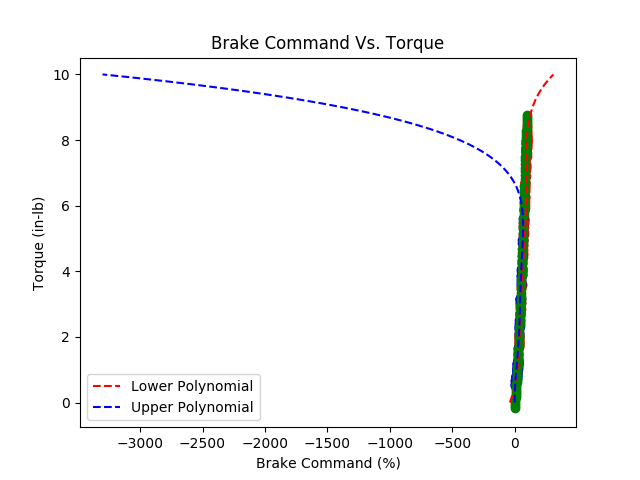 Brake Command Vs. Torque
10
8
6
4
2
0
Torque (in-lb)
Lower Polynomial
Upper Polynomial
−3000 −2500 −2000 −1500 −1000 −500 0
Brake Command (%)